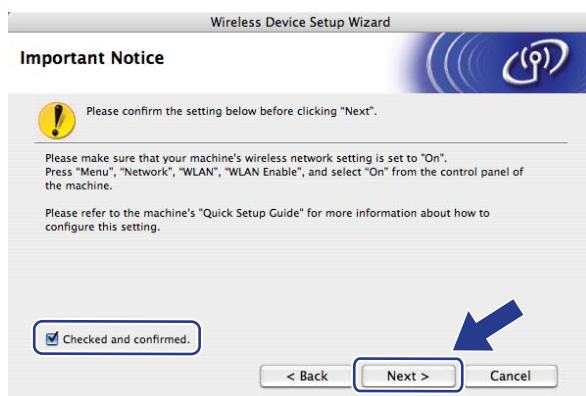 Wireless Device Setup Wizard
Important Notice
Please confirm the setting below before clicking “Next”.
Please make sure that your machine's wireless network setting is set to "On".
Press "Menu", "Network", "WLAN", "WLAN Enable", and select "On" from the control panel of
the machine.
Please refer to the machine's "Quick Setup Guide" for more information about how to
configure this setting.
Checked and confirmed.
< Back
Next >
Cancel